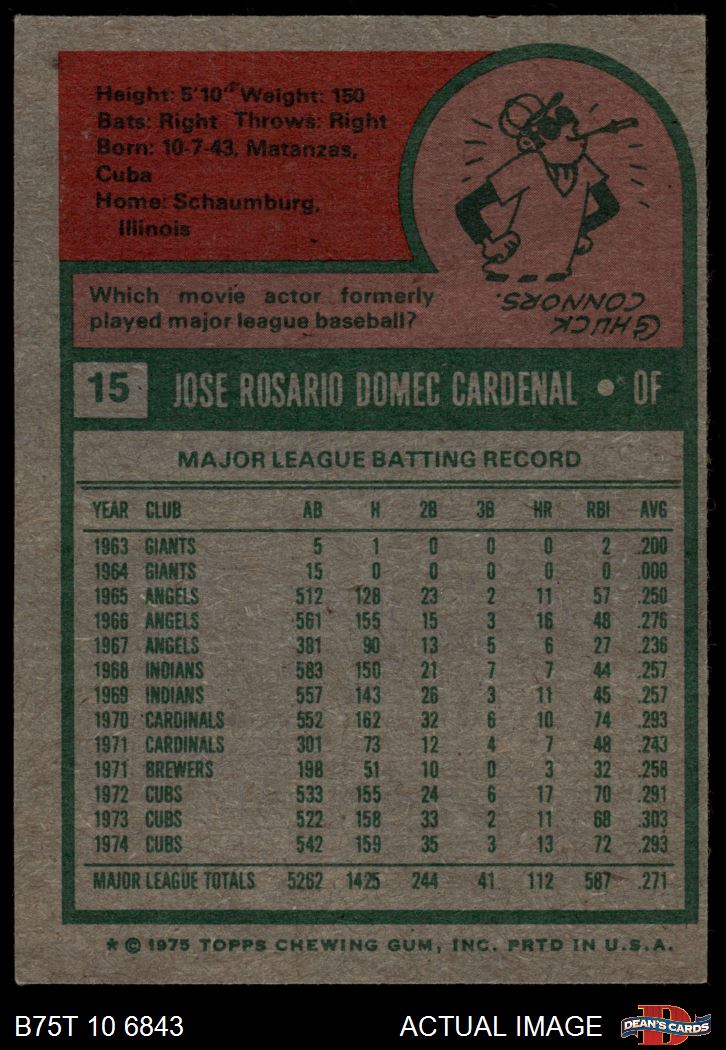 Height: 5'10" Weight: 150
Bats: Right Throws: Right
Born: 10-7-43, Matanzas,
Cuba
Home: Schaumburg,
Illinois
Which movie actor formerly
played major league baseball?
CHUCK
CONNORS.
15 JOSE ROSARIO DOMEC CARDENAL • OF
MAJOR LEAGUE BATTING RECORD
YEAR CLUB AB H 2B 3B HR RBI AVG
1963 GIANTS 5 1 0 0 0 2 .200
1964 GIANTS 15 0 0 0 0 0 .000
1965 ANGELS 512 128 23 2 11 57 .250
1966 ANGELS 561 155 15 3 16 48 .276
1967 ANGELS 381 90 13 5 6 27 .236
1968 INDIANS 583 150 21 7 7 44 .257
1969 INDIANS 557 143 26 3 11 45 .257
1970 CARDINALS 552 162 32 6 10 74 .293
1971 CARDINALS 301 73 12 4 7 48 .243
1971 BREWERS 198 51 10 0 3 32 .258
1972 CUBS 533 155 24 6 17 70 .291
1973 CUBS 522 158 33 2 11 68 .303
1974 CUBS 542 159 35 3 13 72 .293
MAJOR LEAGUE TOTALS 5262 1425 244 41 112 587 .271
* © 1975 TOPPS CHEWING GUM, INC. PRTD IN U.S.A.
B75T 10 6843 ACTUAL IMAGE DEAN'S CARDS